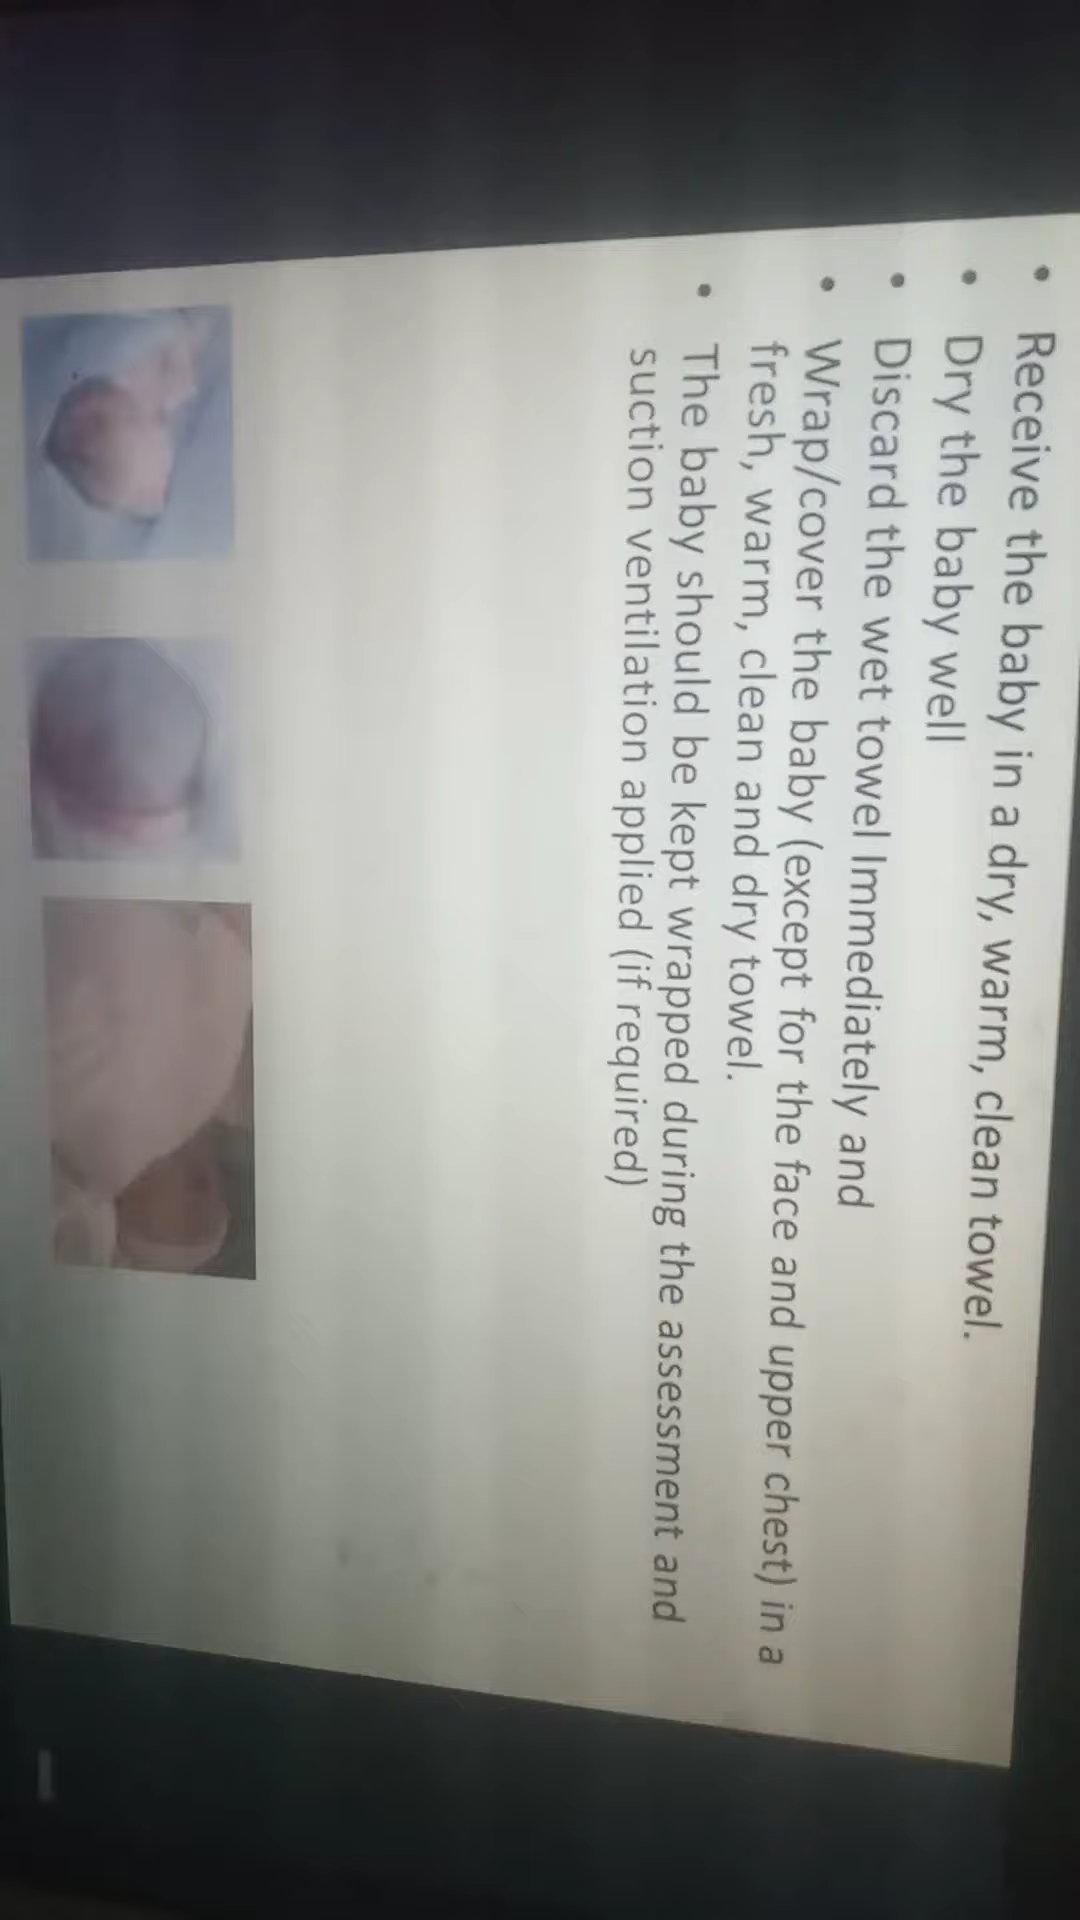 • Receive the baby in a dry, warm, clean towel.
• Dry the baby well
• Discard the wet towel Immediately and
• Wrap/cover the baby (except for the face and upper chest) in a
fresh, warm, clean and dry towel.
• The baby should be kept wrapped during the assessment and
suction ventilation applied (if required)